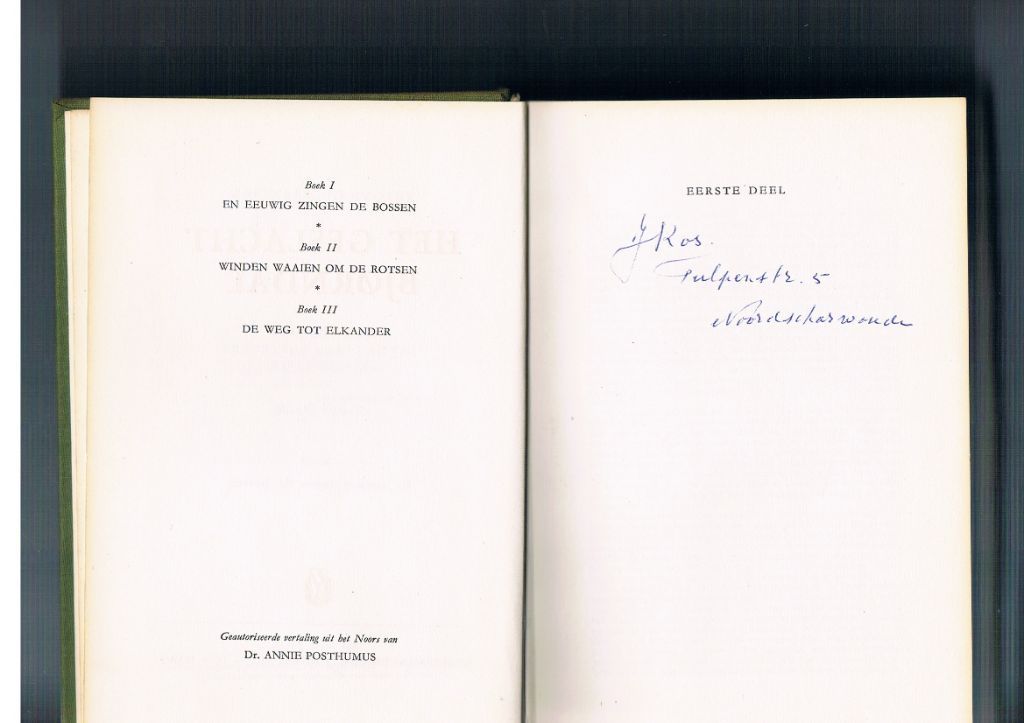 Boek I
EN EEUWIG ZINGEN DE BOSSEN
*
Boek II
WINDEN WAAIEN OM DE ROTSEN
*
Boek III
DE WEG TOT ELKANDER
Geautoriseerde vertaling uit het Noors van
Dr. ANNIE POSTHUMUS
EERSTE DEEL
J Kos.
Tulpenstr. 5
Noordscharwoude